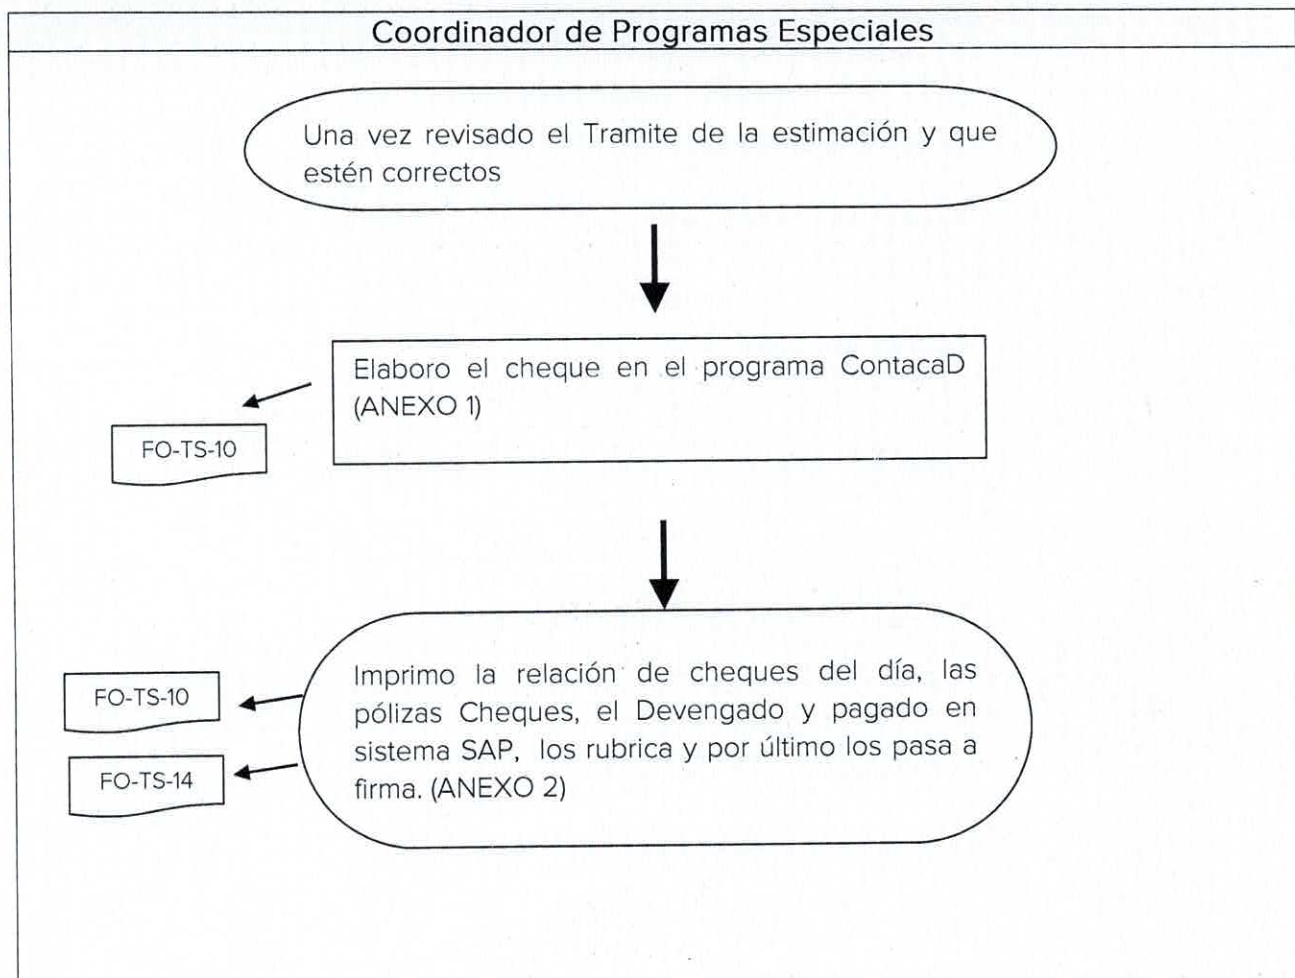 Coordinador de Programas Especiales
Una vez revisado el Tramite de la estimación y que
estén correctos
Elaboro el cheque en el programa ContacaD
(ANEXO 1)
FO-TS-10
Imprimo la relación de cheques del día, las
pólizas Cheques, el Devengado y pagado en
sistema SAP, los rubrica y por último los pasa a
firma. (ANEXO 2)
FO-TS-10
FO-TS-14